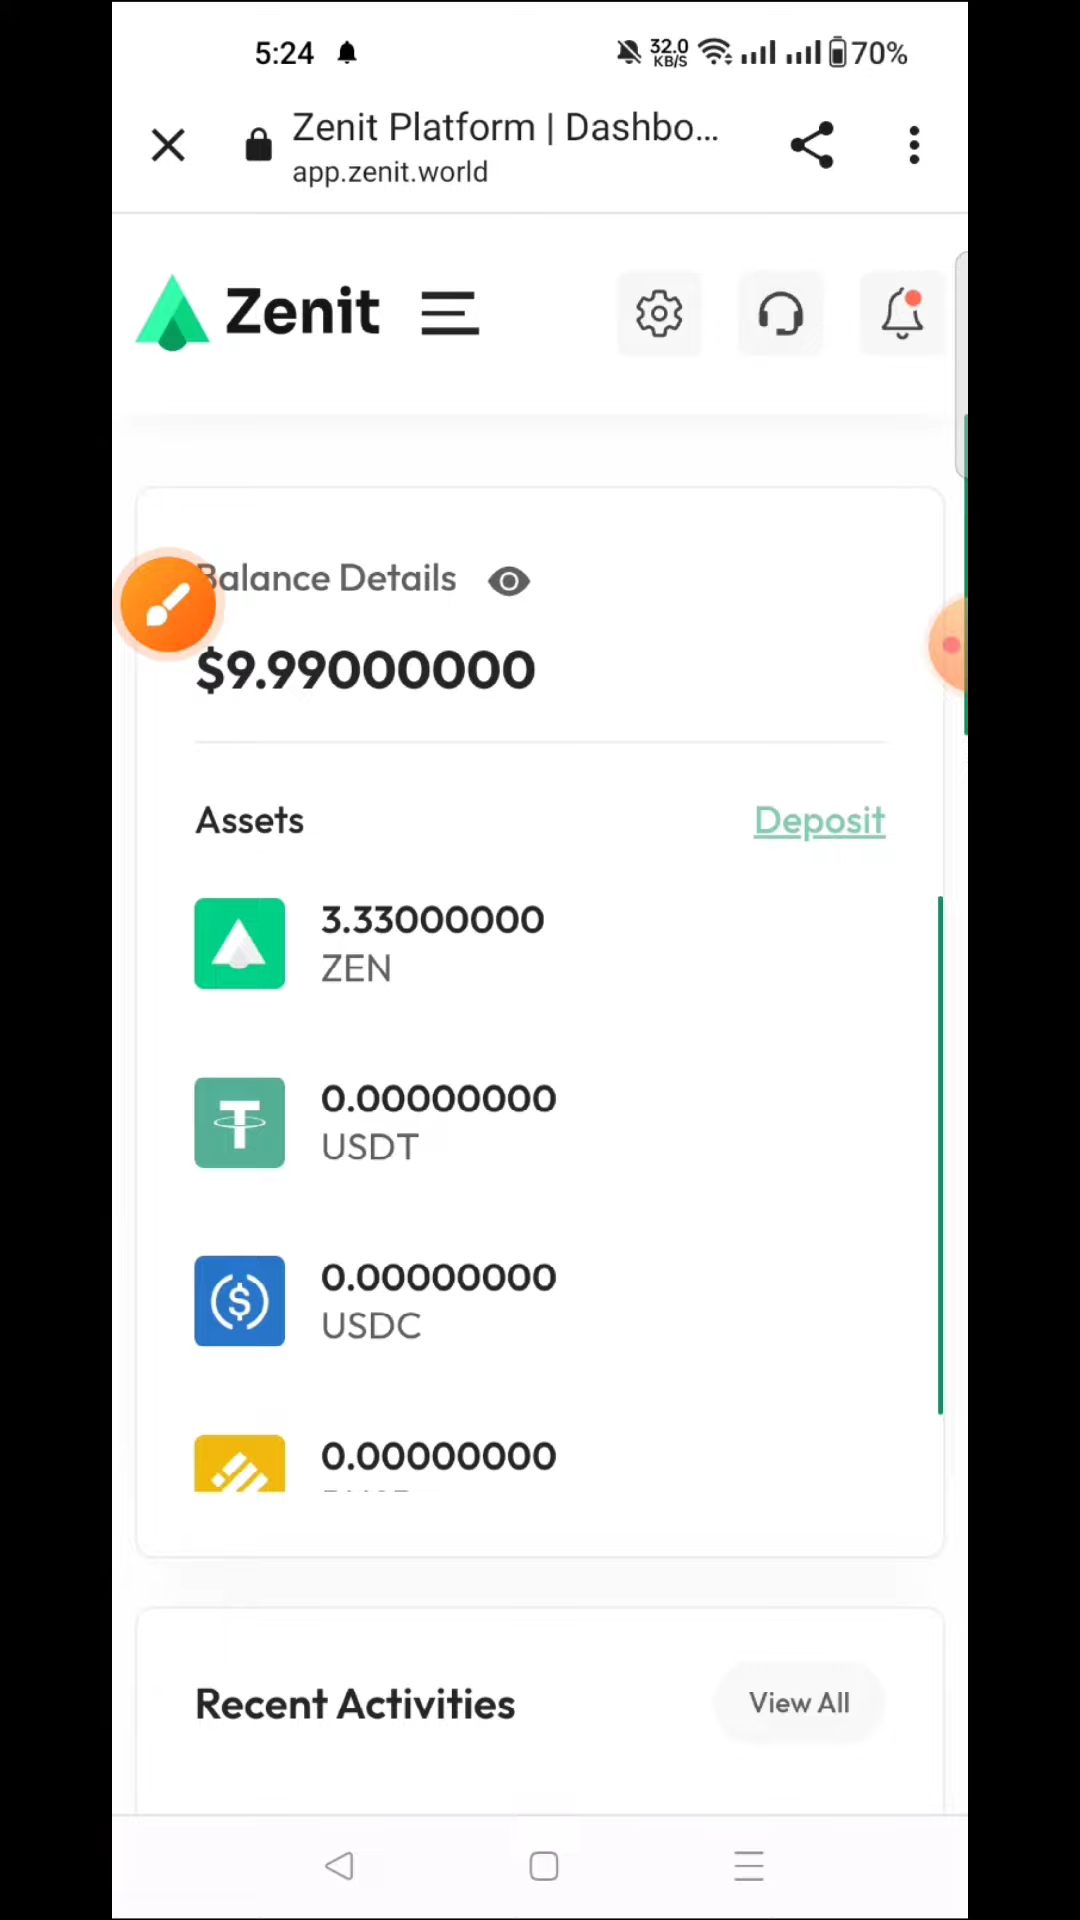 5:24
32.0
KB/S
70%
Zenit Platform | Dashbo...
app.zenit.world
Zenit
Balance Details
$9.99000000
Assets
Deposit
3.33000000
ZEN
0.00000000
USDT
0.00000000
USDC
0.00000000
Recent Activities
View All